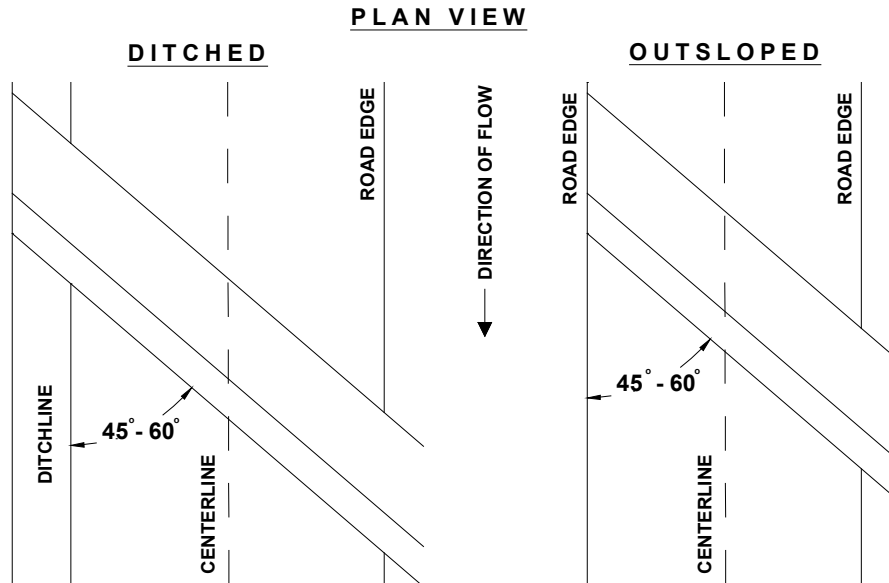 PLAN VIEW
DITCHED
OUTSLOPED
ROAD EDGE
DIRECTION OF FLOW
ROAD EDGE
ROAD EDGE
45° - 60°
45° - 60°
DITCHLINE
CENTERLINE
CENTERLINE